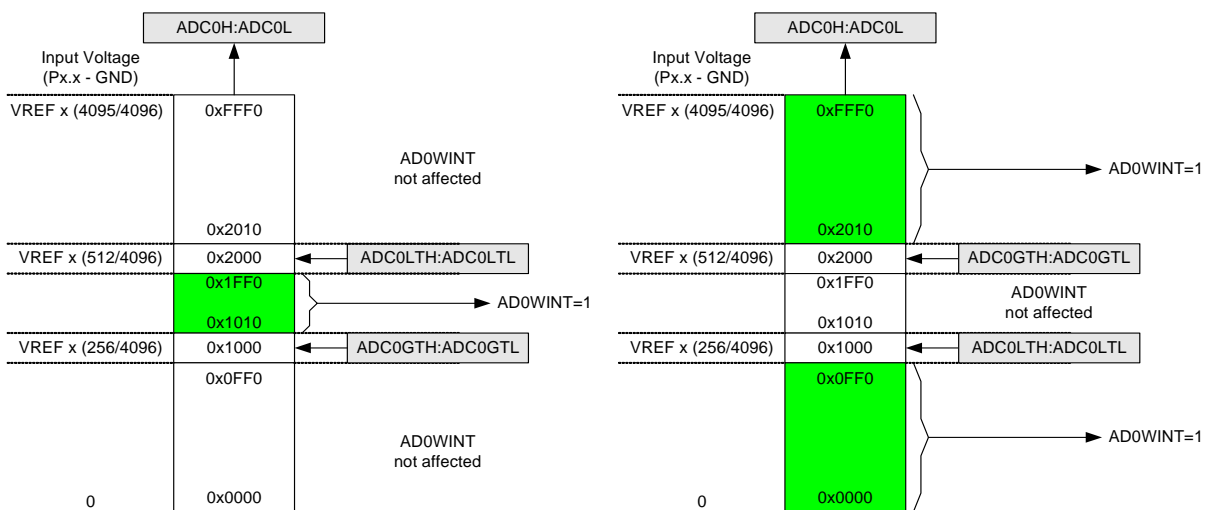 ADC0H:ADC0L
Input Voltage
(Px.x - GND)
VREF x (4095/4096)
0xFFF0
AD0WINT
not affected
0x2010
VREF x (512/4096)
0x2000
ADC0LTH:ADC0LTL
0x1FF0
AD0WINT=1
0x1010
VREF x (256/4096)
0x1000
ADC0GTH:ADC0GTL
0x0FF0
AD0WINT
not affected
0
0x0000
ADC0H:ADC0L
Input Voltage
(Px.x - GND)
VREF x (4095/4096)
0xFFF0
AD0WINT=1
0x2010
VREF x (512/4096)
0x2000
ADC0GTH:ADC0GTL
0x1FF0
AD0WINT
not affected
0x1010
VREF x (256/4096)
0x1000
ADC0LTH:ADC0LTL
0x0FF0
AD0WINT=1
0
0x0000